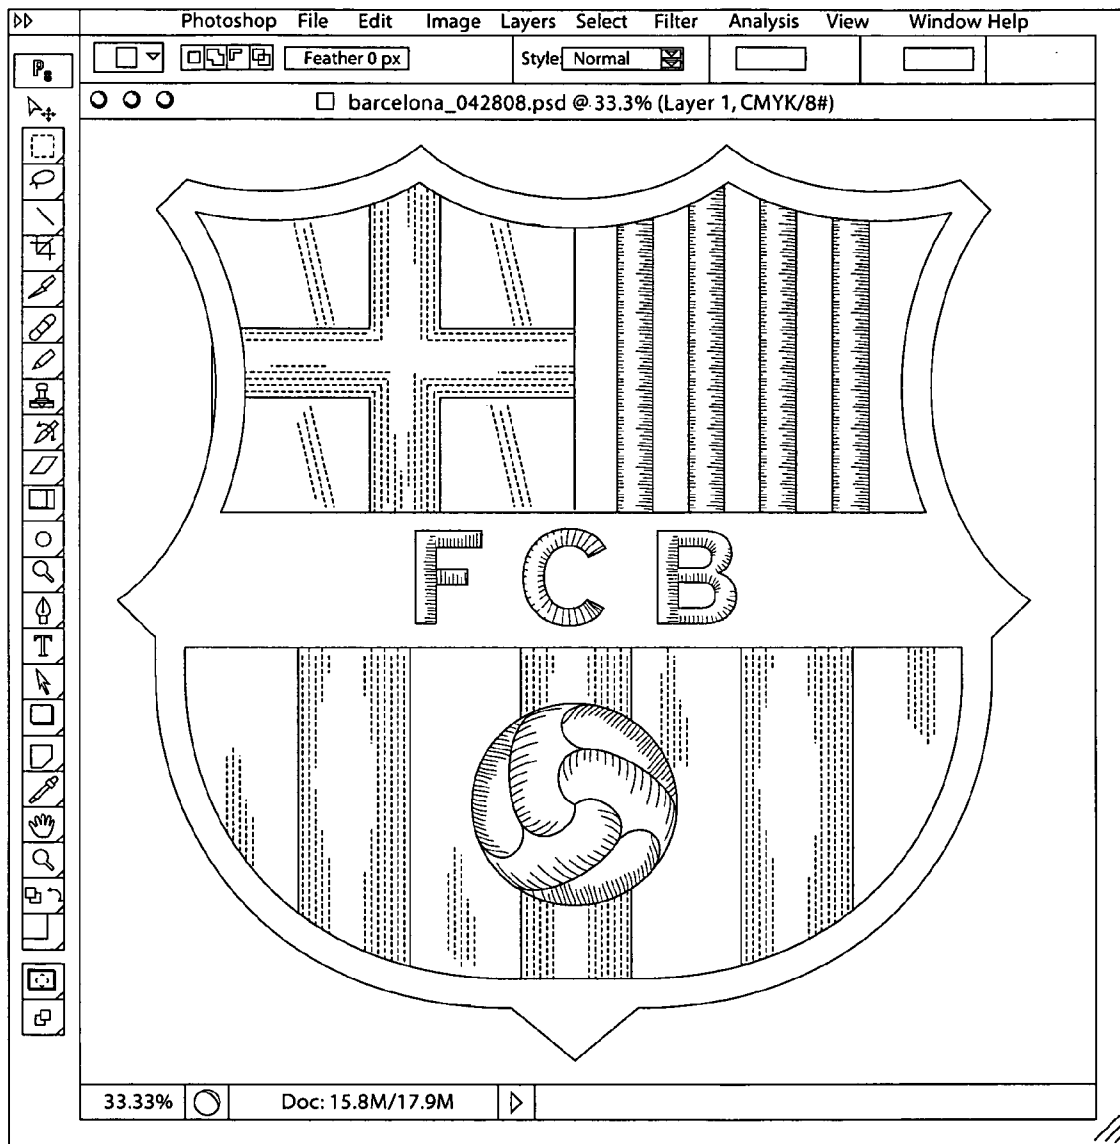 Photoshop File Edit Image Layers Select Filter Analysis View Window Help
Feather 0 px Style: Normal
barcelona_042808.psd @ 33.3% (Layer 1, CMYK/8#)
Ps
T
F C B
33.33% Doc: 15.8M/17.9M